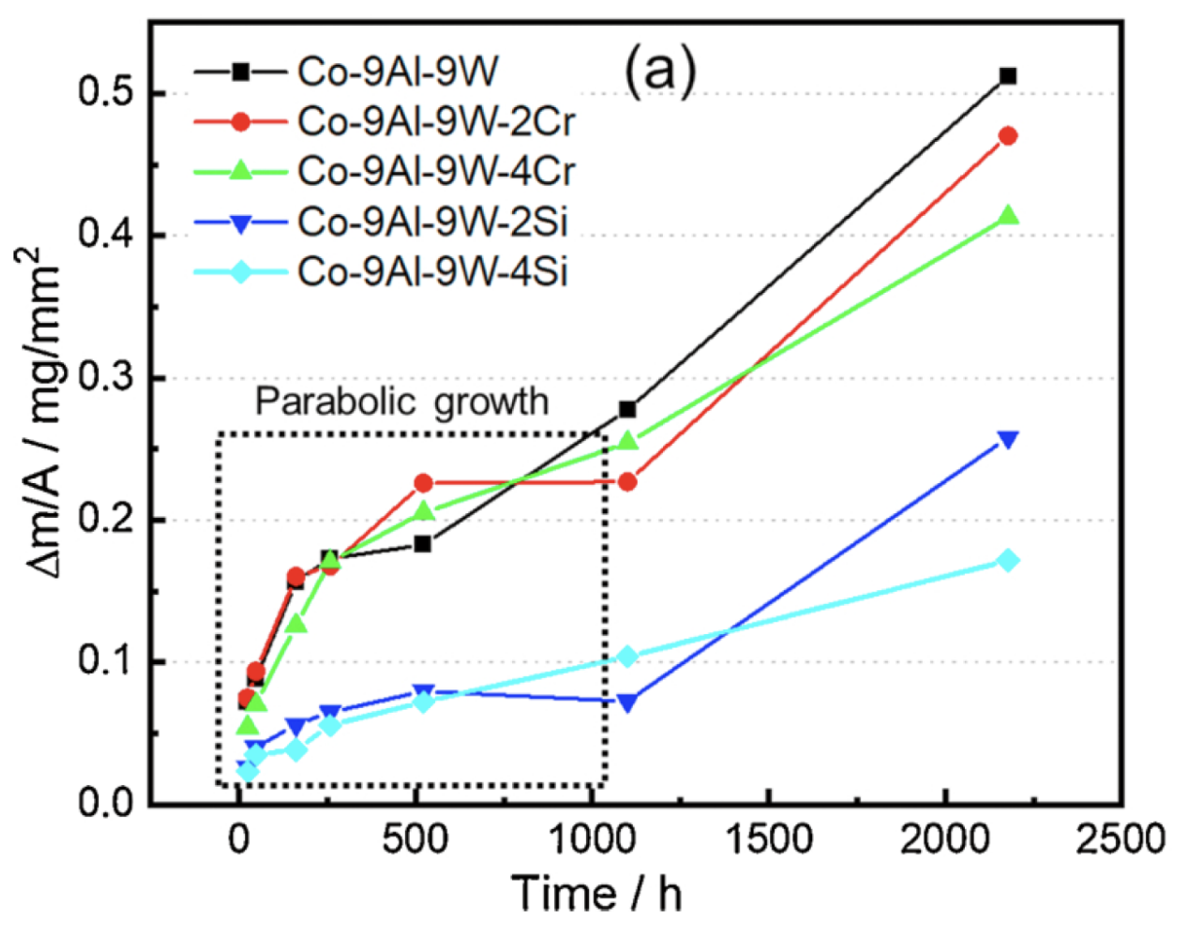 (a)
Co-9Al-9W
Co-9Al-9W-2Cr
Co-9Al-9W-4Cr
Co-9Al-9W-2Si
Co-9Al-9W-4Si
Parabolic growth
Δm/A / mg/mm²
0.5
0.4
0.3
0.2
0.1
0.0
0 500 1000 1500 2000 2500
Time / h